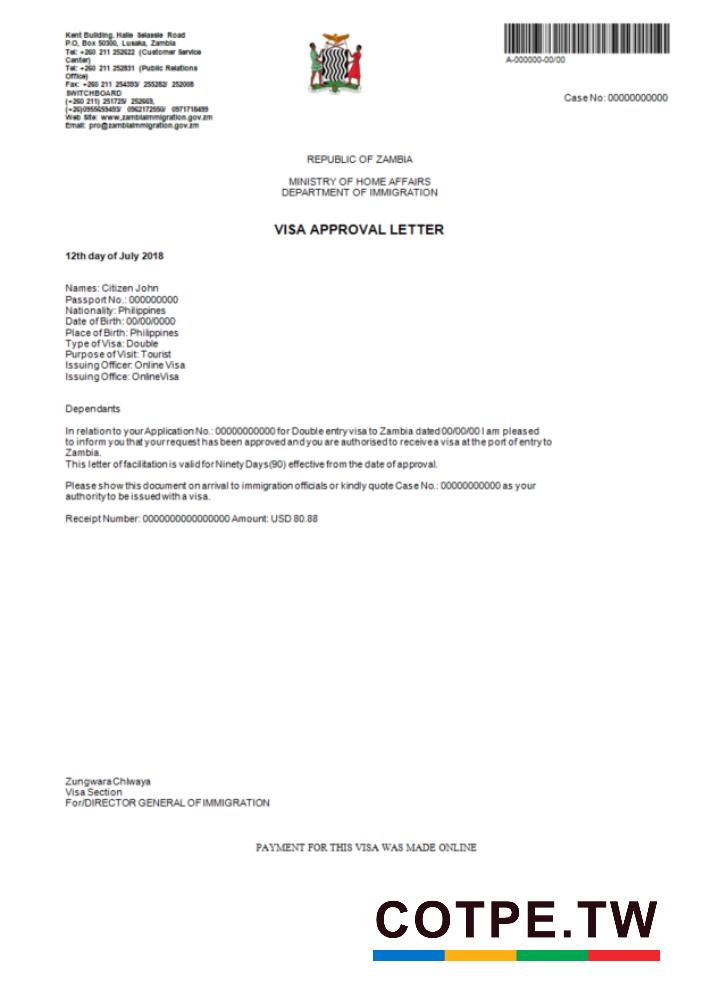 Kent Building, Haile Selassie Road
P.O, Box 50300, Lusaka, Zambia
Tel: +260 211 252622 (Customer Service
Center)
Tel: +260 211 252831 (Public Relations
Office)
Fax: +260 211 254393/ 255262/ 252008
SWITCHBOARD
(+260 211) 251725/ 252669,
(+26)0955659493/ 0962172550/ 0971718499
Web Site: www.zambiaimmigration.gov.zm
Email: pro@zambiaimmigration.gov.zm
A-000000-00/00
Case No: 00000000000
REPUBLIC OF ZAMBIA
MINISTRY OF HOME AFFAIRS
DEPARTMENT OF IMMIGRATION
VISA APPROVAL LETTER
12th day of July 2018
Names: Citizen John
Passport No.: 000000000
Nationality: Philippines
Date of Birth: 00/00/0000
Place of Birth: Philippines
Type of Visa: Double
Purpose of Visit: Tourist
Issuing Officer: Online Visa
Issuing Office: OnlineVisa
Dependants
In relation to your Application No.: 00000000000 for Double entry visa to Zambia dated 00/00/00 I am pleased
to inform you that your request has been approved and you are authorised to receive a visa at the port of entry to
Zambia.
This letter of facilitation is valid for Ninety Days(90) effective from the date of approval.
Please show this document on arrival to immigration officials or kindly quote Case No.: 00000000000 as your
authority to be issued with a visa.
Receipt Number: 0000000000000000 Amount: USD 80.88
Zungwara Chiwaya
Visa Section
For/DIRECTOR GENERAL OF IMMIGRATION
PAYMENT FOR THIS VISA WAS MADE ONLINE
COTPE.TW